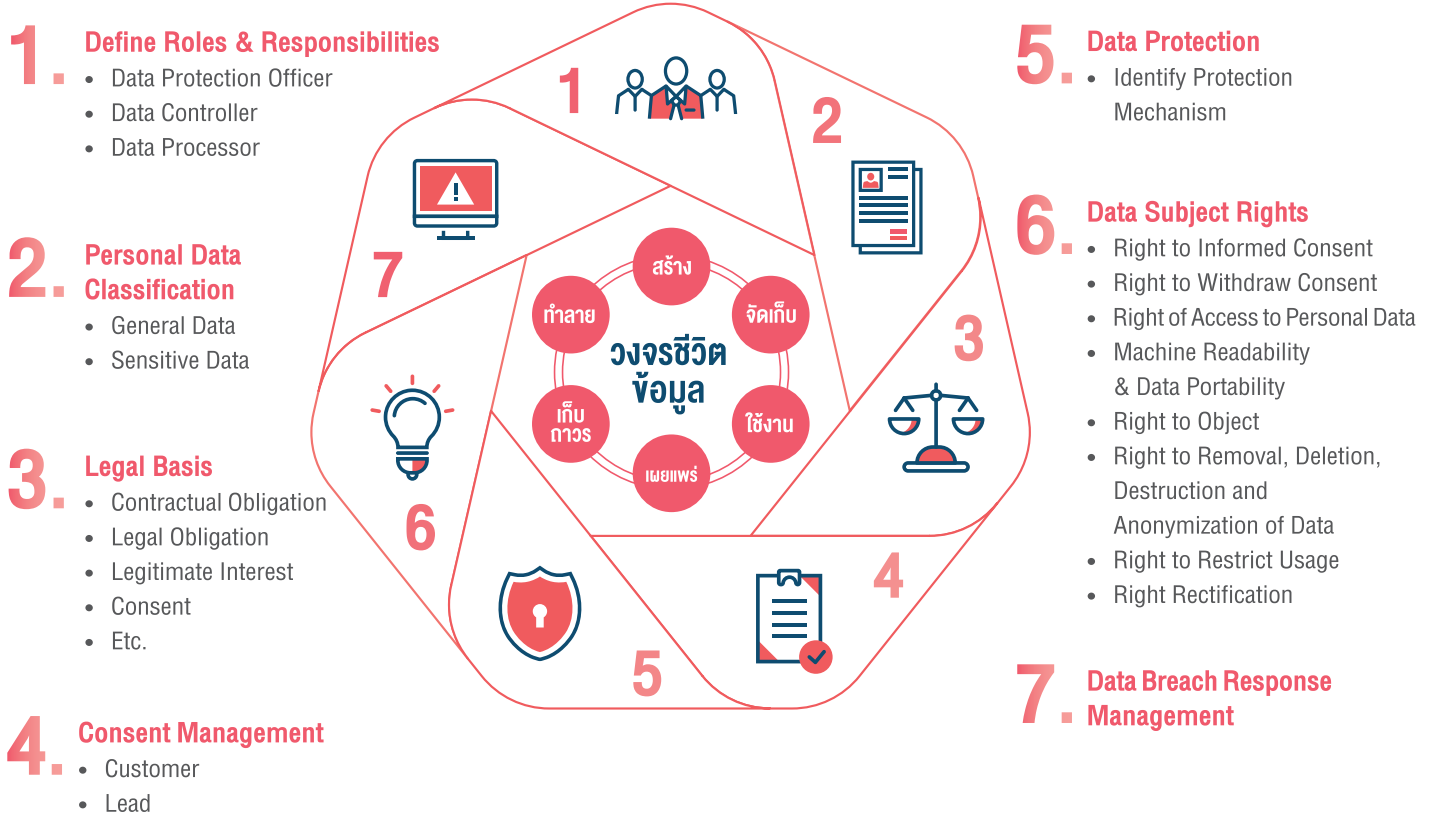 1.
Define Roles & Responsibilities
• Data Protection Officer
• Data Controller
• Data Processor
2.
Personal Data
Classification
• General Data
• Sensitive Data
3.
Legal Basis
• Contractual Obligation
• Legal Obligation
• Legitimate Interest
• Consent
• Etc.
4.
Consent Management
• Customer
• Lead
1
2
3
4
5
6
7
สร้าง
จัดเก็บ
ใช้งาน
เผยแพร่
เก็บ
ถาวร
ทำลาย
วงจรชีวิต
ข้อมูล
5.
Data Protection
• Identify Protection
Mechanism
6.
Data Subject Rights
• Right to Informed Consent
• Right to Withdraw Consent
• Right of Access to Personal Data
• Machine Readability
& Data Portability
• Right to Object
• Right to Removal, Deletion,
Destruction and
Anonymization of Data
• Right to Restrict Usage
• Right Rectification
7.
Data Breach Response
Management